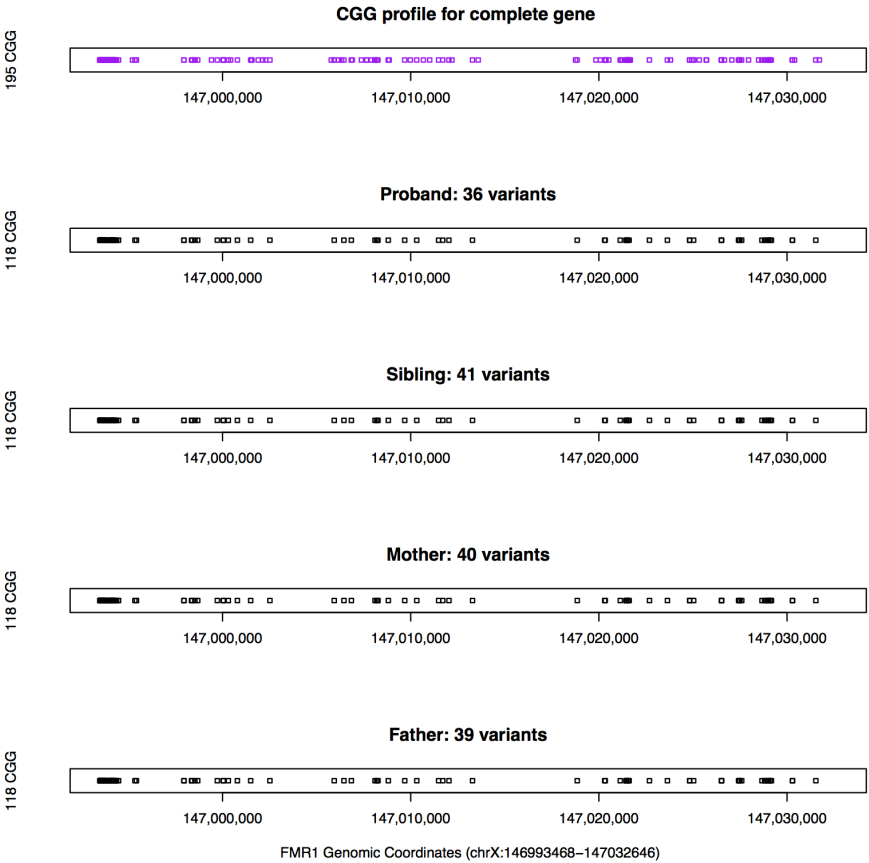 CGG profile for complete gene
195 CGG
147,000,000 147,010,000 147,020,000 147,030,000
Proband: 36 variants
118 CGG
147,000,000 147,010,000 147,020,000 147,030,000
Sibling: 41 variants
118 CGG
147,000,000 147,010,000 147,020,000 147,030,000
Mother: 40 variants
118 CGG
147,000,000 147,010,000 147,020,000 147,030,000
Father: 39 variants
118 CGG
147,000,000 147,010,000 147,020,000 147,030,000
FMR1 Genomic Coordinates (chrX:146993468−147032646)